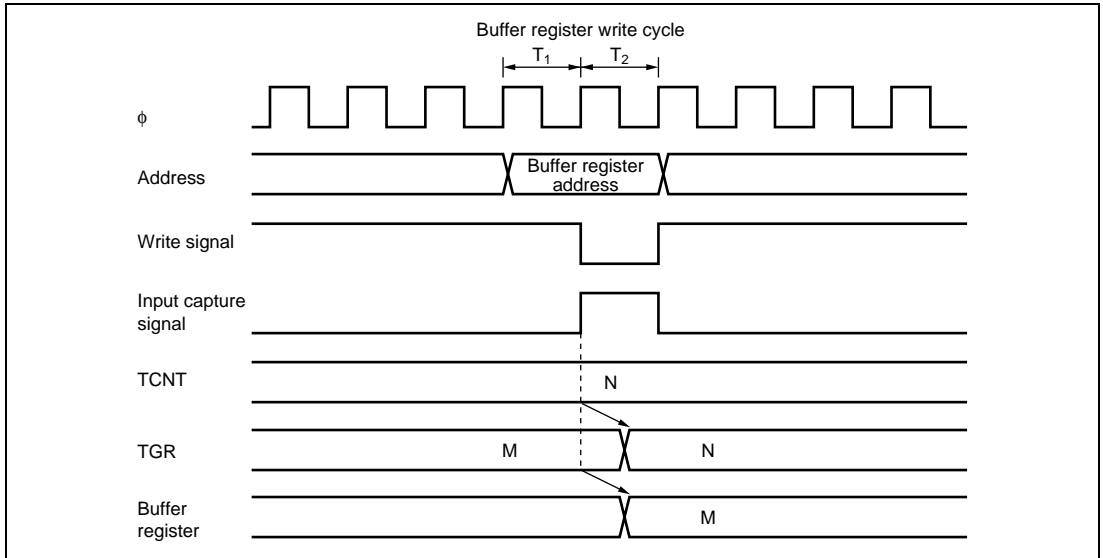 Buffer register write cycle
T₁ T₂
ϕ
Address
Buffer register
address
Write signal
Input capture
signal
TCNT
N
TGR
M N
Buffer
register
M